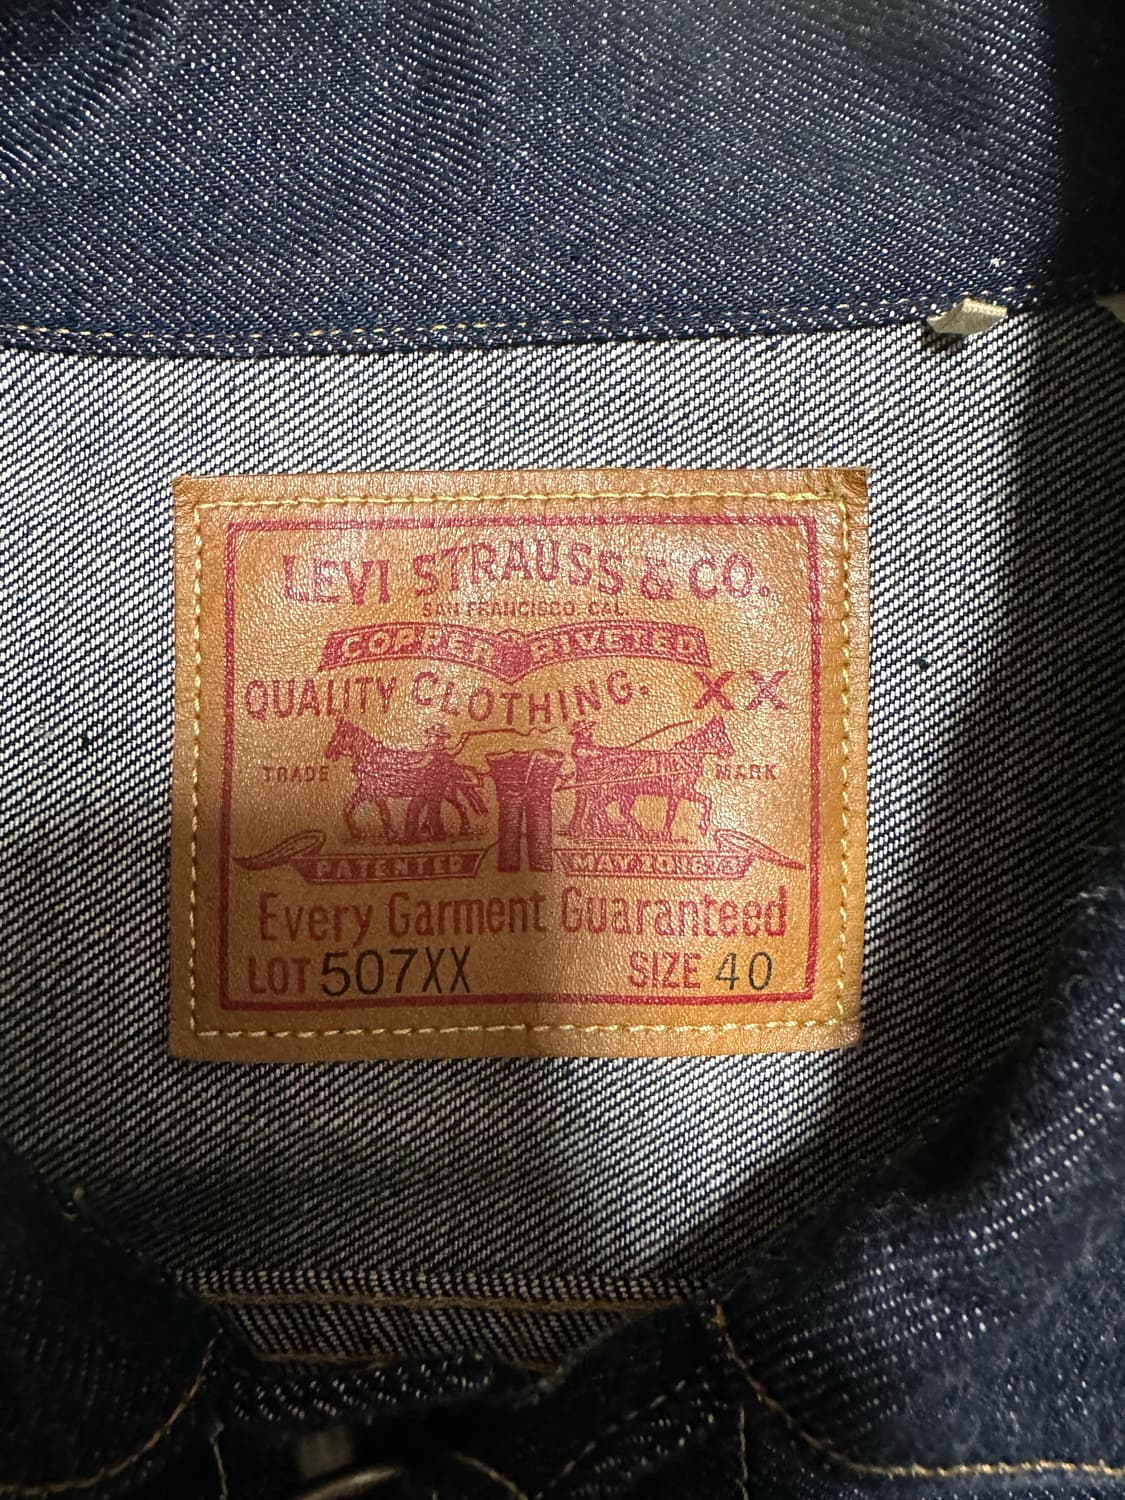 LEVI STRAUSS & CO.
SAN FRANCISCO, CAL.
COPPER RIVETED
QUALITY CLOTHING. XX
TRADE MARK
PATENTED MAY 20 1873
Every Garment Guaranteed
LOT 507XX SIZE 40